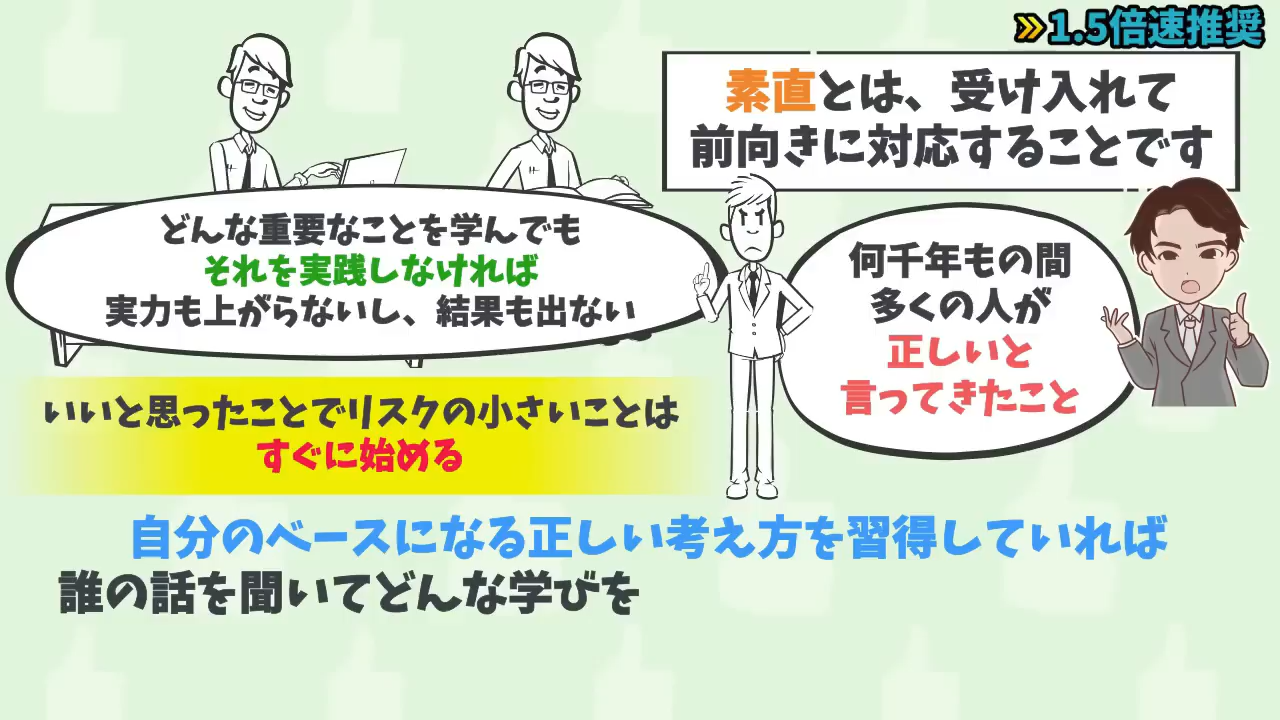 1.5倍速推奨
素直とは、受け入れて
前向きに対応することです
どんな重要なことを学んでも
それを実践しなければ
実力も上がらないし、結果も出ない
何千年もの間
多くの人が
正しいと
言ってきたこと
いいと思ったことでリスクの小さいことは
すぐに始める
自分のベースになる正しい考え方を習得していれば
誰の話を聞いてどんな学びを